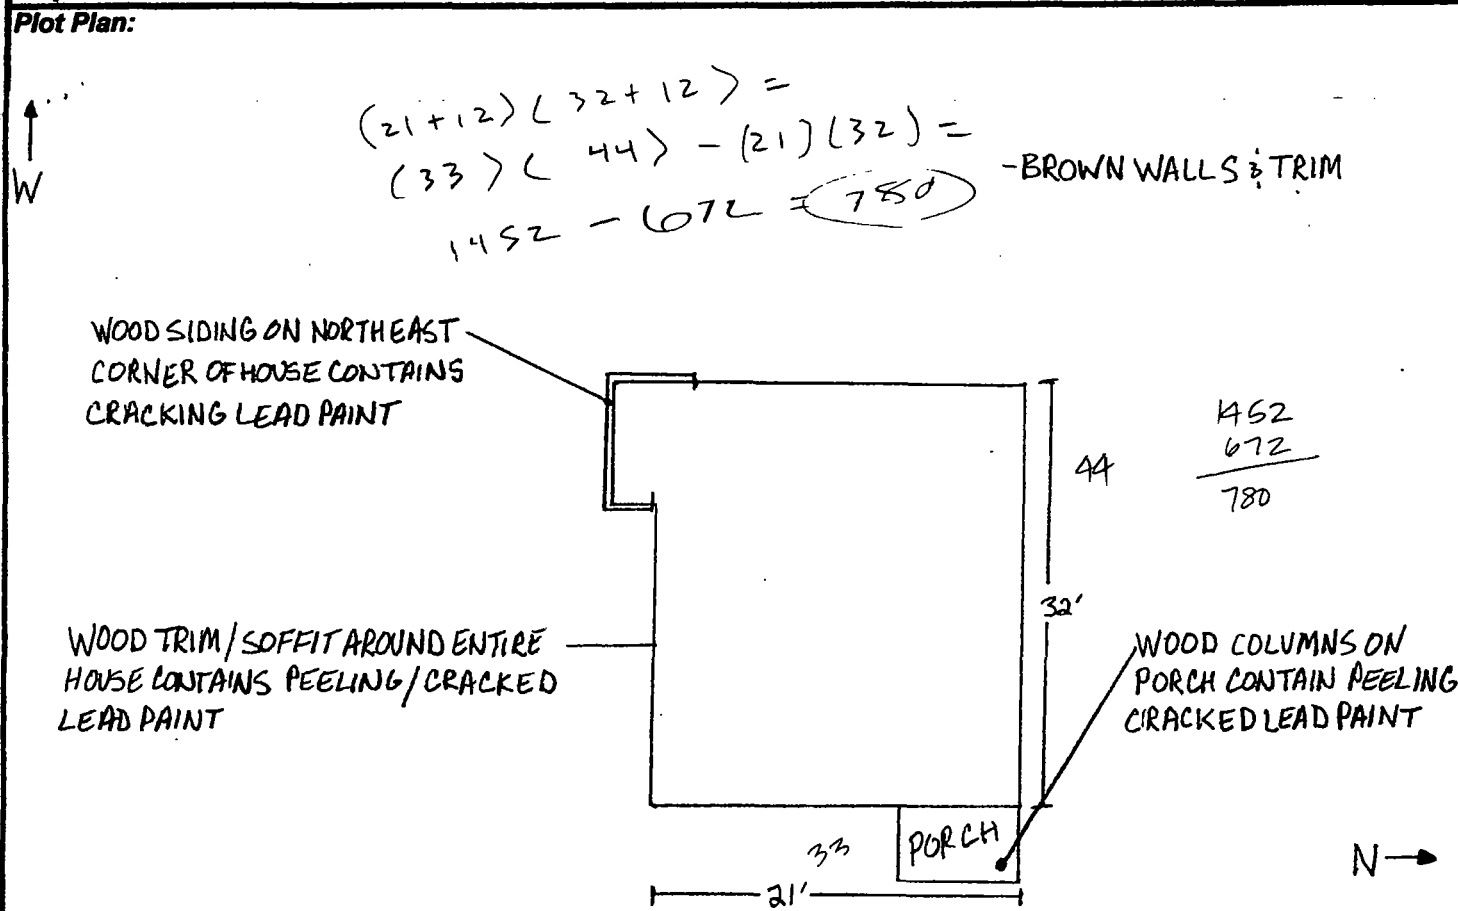 Plot Plan:
W
(21+12)(32+12) =
(33)(44) - (21)(32) =
1452 - 672 = 780
-BROWN WALLS & TRIM
WOOD SIDING ON NORTHEAST
CORNER OF HOUSE CONTAINS
CRACKING LEAD PAINT
44
1452
672
780
32'
WOOD TRIM/SOFFIT AROUND ENTIRE
HOUSE CONTAINS PEELING/CRACKED
LEAD PAINT
WOOD COLUMNS ON
PORCH CONTAIN PEELING
CRACKED LEAD PAINT
33
PORCH
N
21'